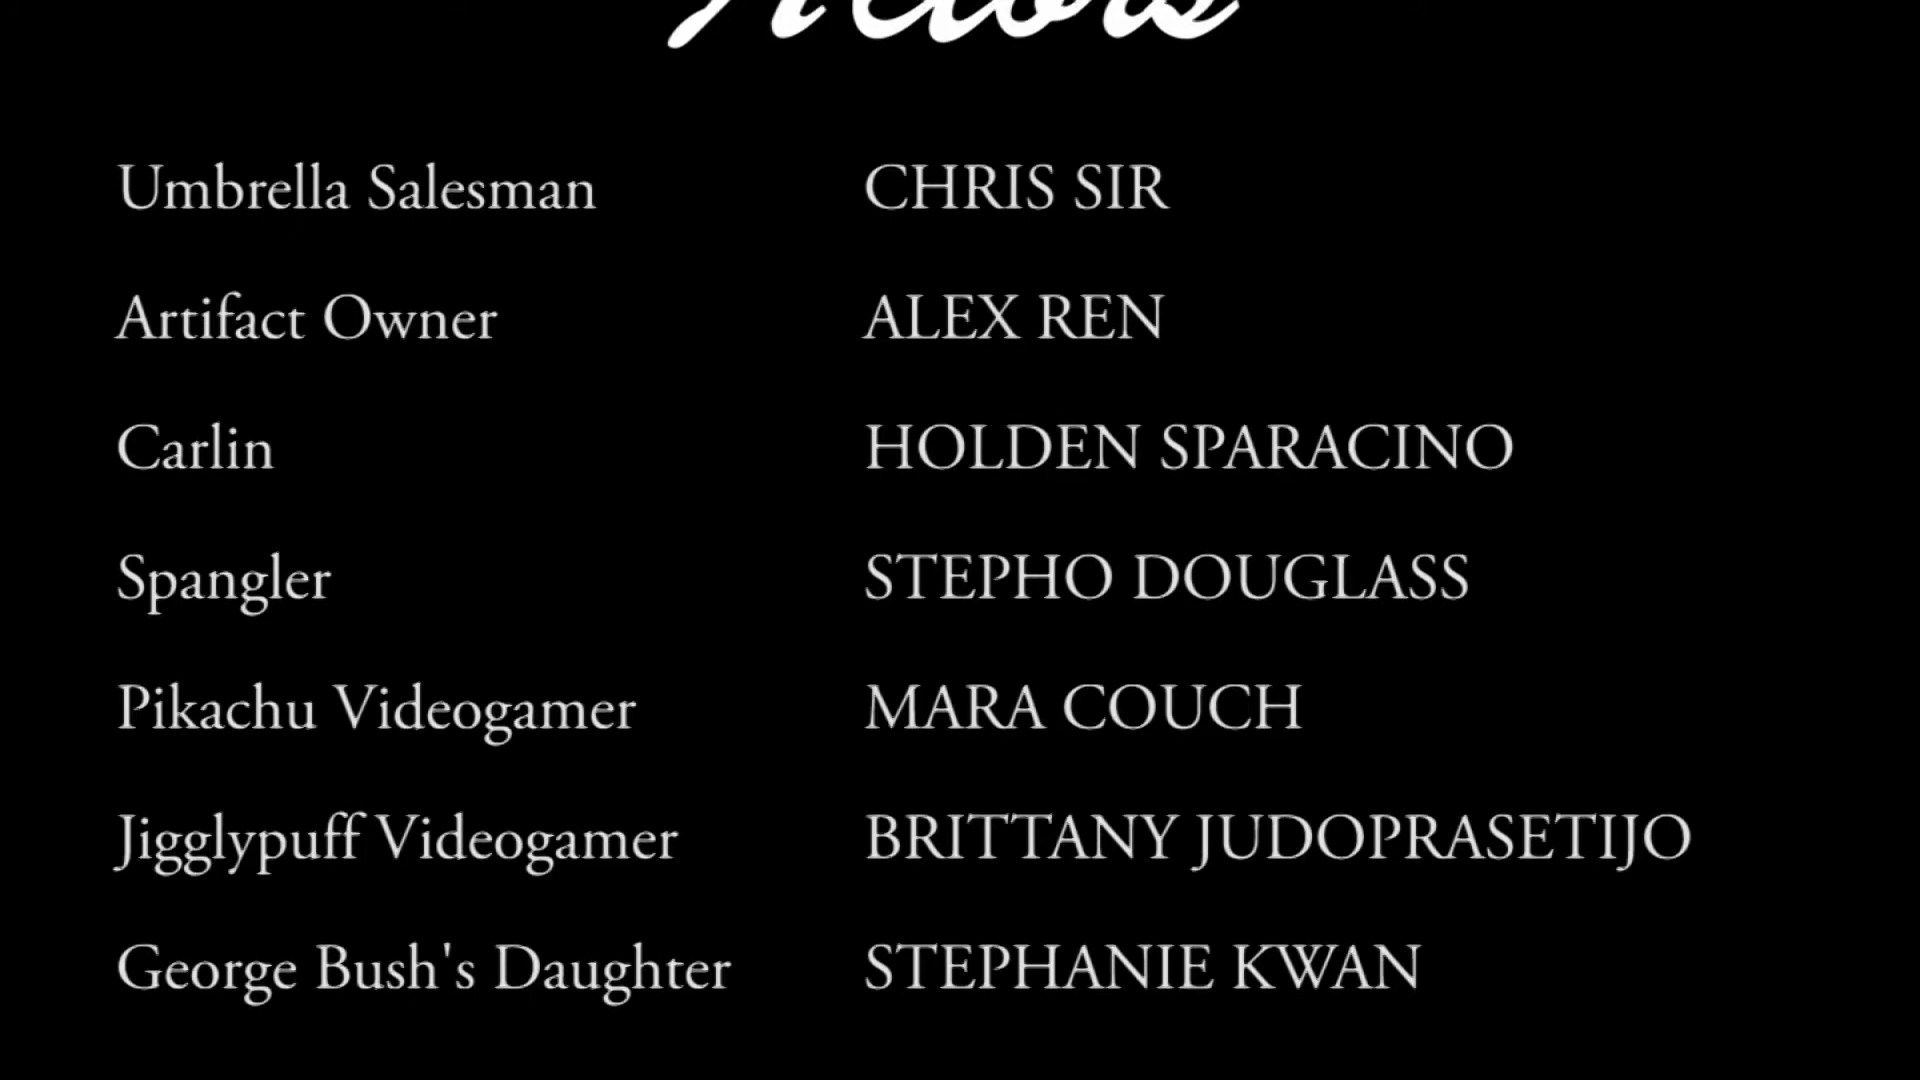 Actors
Umbrella Salesman CHRIS SIR
Artifact Owner ALEX REN
Carlin HOLDEN SPARACINO
Spangler STEPHO DOUGLASS
Pikachu Videogamer MARA COUCH
Jigglypuff Videogamer BRITTANY JUDOPRASETIJO
George Bush's Daughter STEPHANIE KWAN